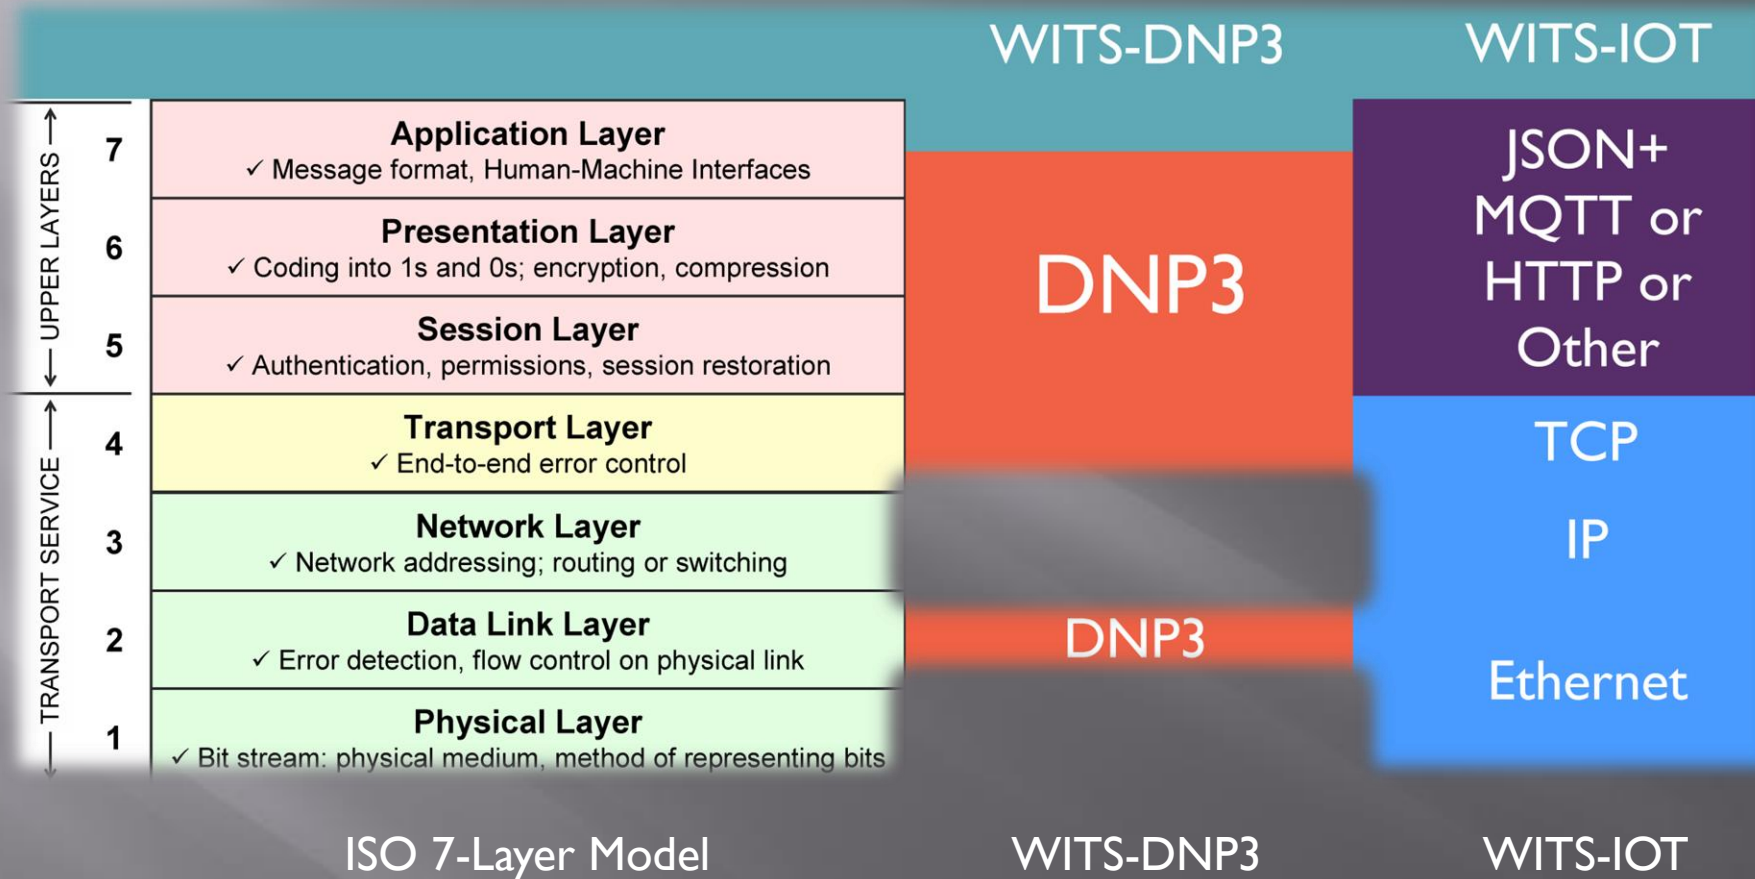 WITS-DNP3
WITS-IOT
UPPER LAYERS
TRANSPORT SERVICE
7
Application Layer
✓ Message format, Human-Machine Interfaces
6
Presentation Layer
✓ Coding into 1s and 0s; encryption, compression
5
Session Layer
✓ Authentication, permissions, session restoration
4
Transport Layer
✓ End-to-end error control
3
Network Layer
✓ Network addressing; routing or switching
2
Data Link Layer
✓ Error detection, flow control on physical link
1
Physical Layer
✓ Bit stream: physical medium, method of representing bits
DNP3
DNP3
JSON+
MQTT or
HTTP or
Other
TCP
IP
Ethernet
ISO 7-Layer Model
WITS-DNP3
WITS-IOT